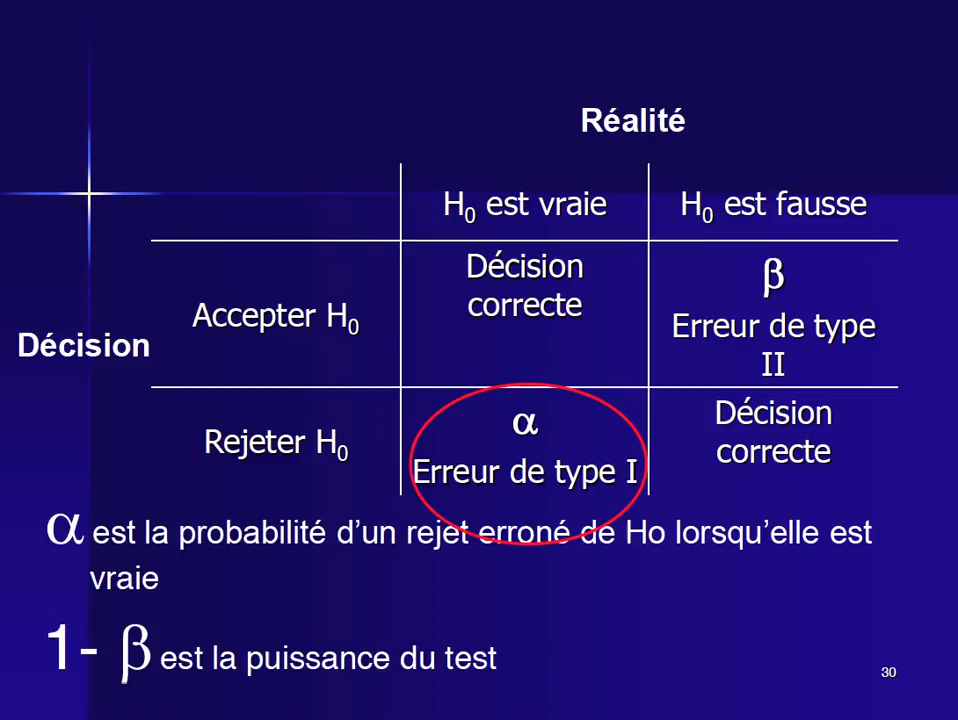 Réalité
H0 est vraie
H0 est fausse
Décision
Accepter H0
Décision
correcte
β
Erreur de type
II
Rejeter H0
α
Erreur de type I
Décision
correcte
α est la probabilité d’un rejet erroné de Ho lorsqu’elle est
vraie
1- β est la puissance du test
30